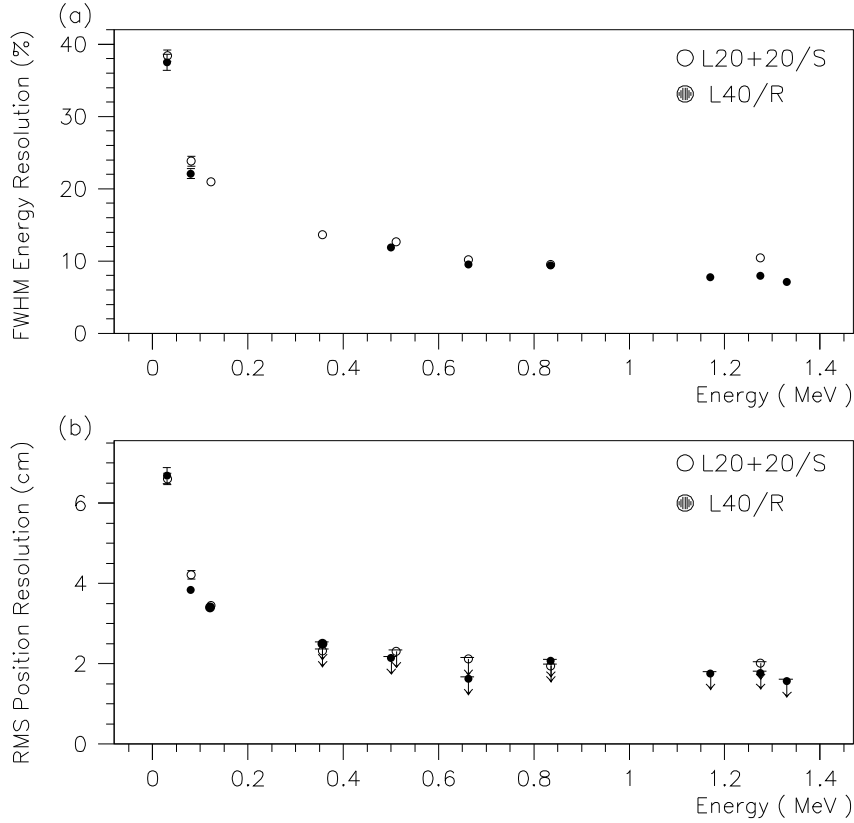 (a)
FWHM Energy Resolution (%)
40
30
20
10
0
L20+20/S
L40/R
0 0.2 0.4 0.6 0.8 1 1.2 1.4
Energy ( MeV )
(b)
RMS Position Resolution (cm)
6
4
2
0
L20+20/S
L40/R
0 0.2 0.4 0.6 0.8 1 1.2 1.4
Energy ( MeV )